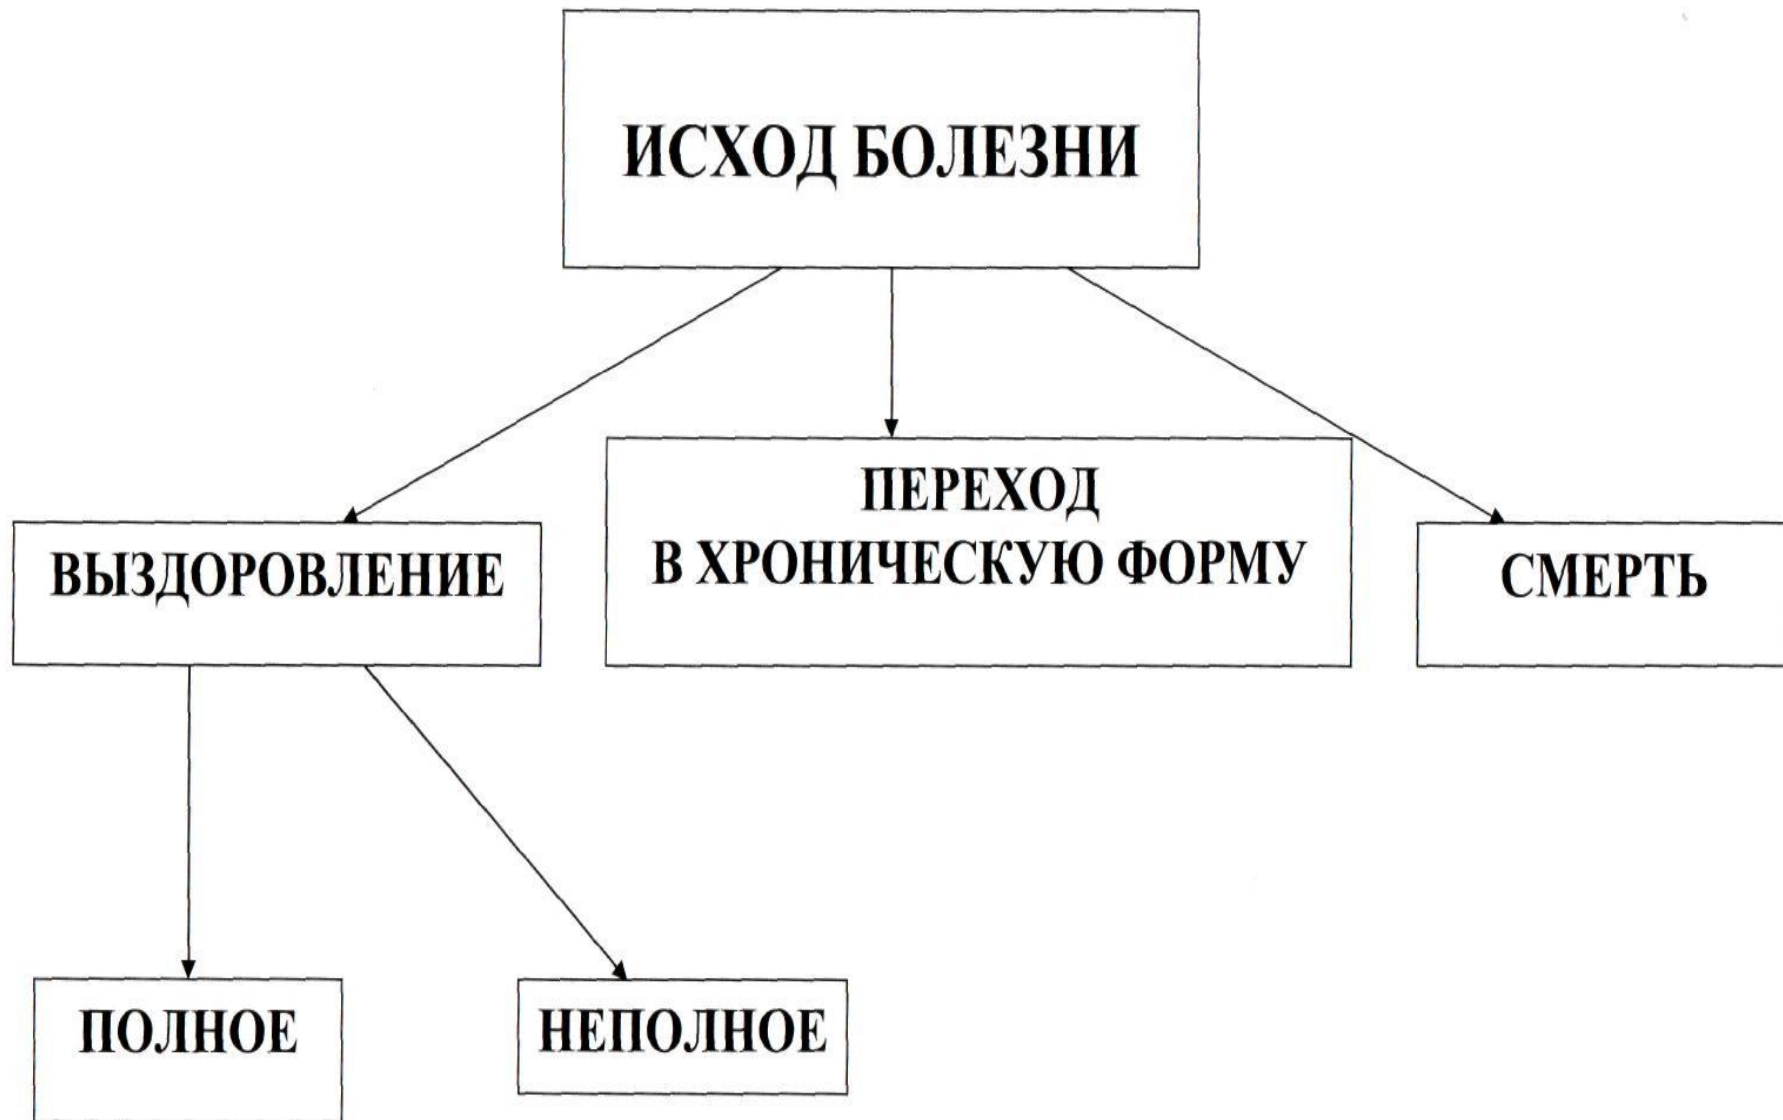 ИСХОД БОЛЕЗНИ
ПЕРЕХОД
В ХРОНИЧЕСКУЮ ФОРМУ
ВЫЗДОРОВЛЕНИЕ
СМЕРТЬ
ПОЛНОЕ
НЕПОЛНОЕ